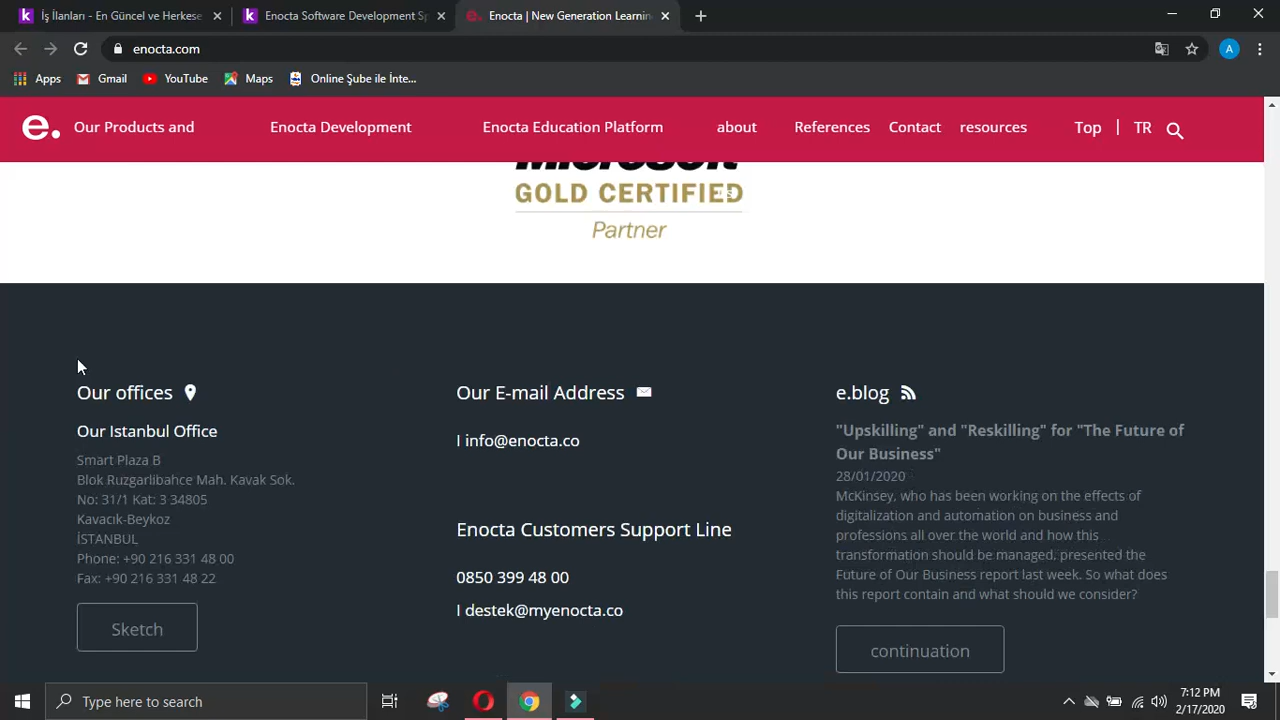 İş İlanları - En Güncel ve Herkese
Enocta Software Development Sp
Enocta | New Generation Learnin
enocta.com
A
Apps
Gmail
YouTube
Maps
Online Şube ile İnte...
e.
Our Products and
Enocta Development
Enocta Education Platform
about
References
Contact
resources
Top
TR
Microsoft
GOLD CERTIFIED
Partner
Our offices
Our Istanbul Office
Smart Plaza B
Blok Ruzgarlibahce Mah. Kavak Sok.
No: 31/1 Kat: 3 34805
Kavacık-Beykoz
İSTANBUL
Phone: +90 216 331 48 00
Fax: +90 216 331 48 22
Sketch
Our E-mail Address
| info@enocta.co
Enocta Customers Support Line
0850 399 48 00
| destek@myenocta.co
e.blog
"Upskilling" and "Reskilling" for "The Future of
Our Business"
28/01/2020
McKinsey, who has been working on the effects of
digitalization and automation on business and
professions all over the world and how this
transformation should be managed, presented the
Future of Our Business report last week. So what does
this report contain and what should we consider?
continuation
Type here to search
7:12 PM
2/17/2020